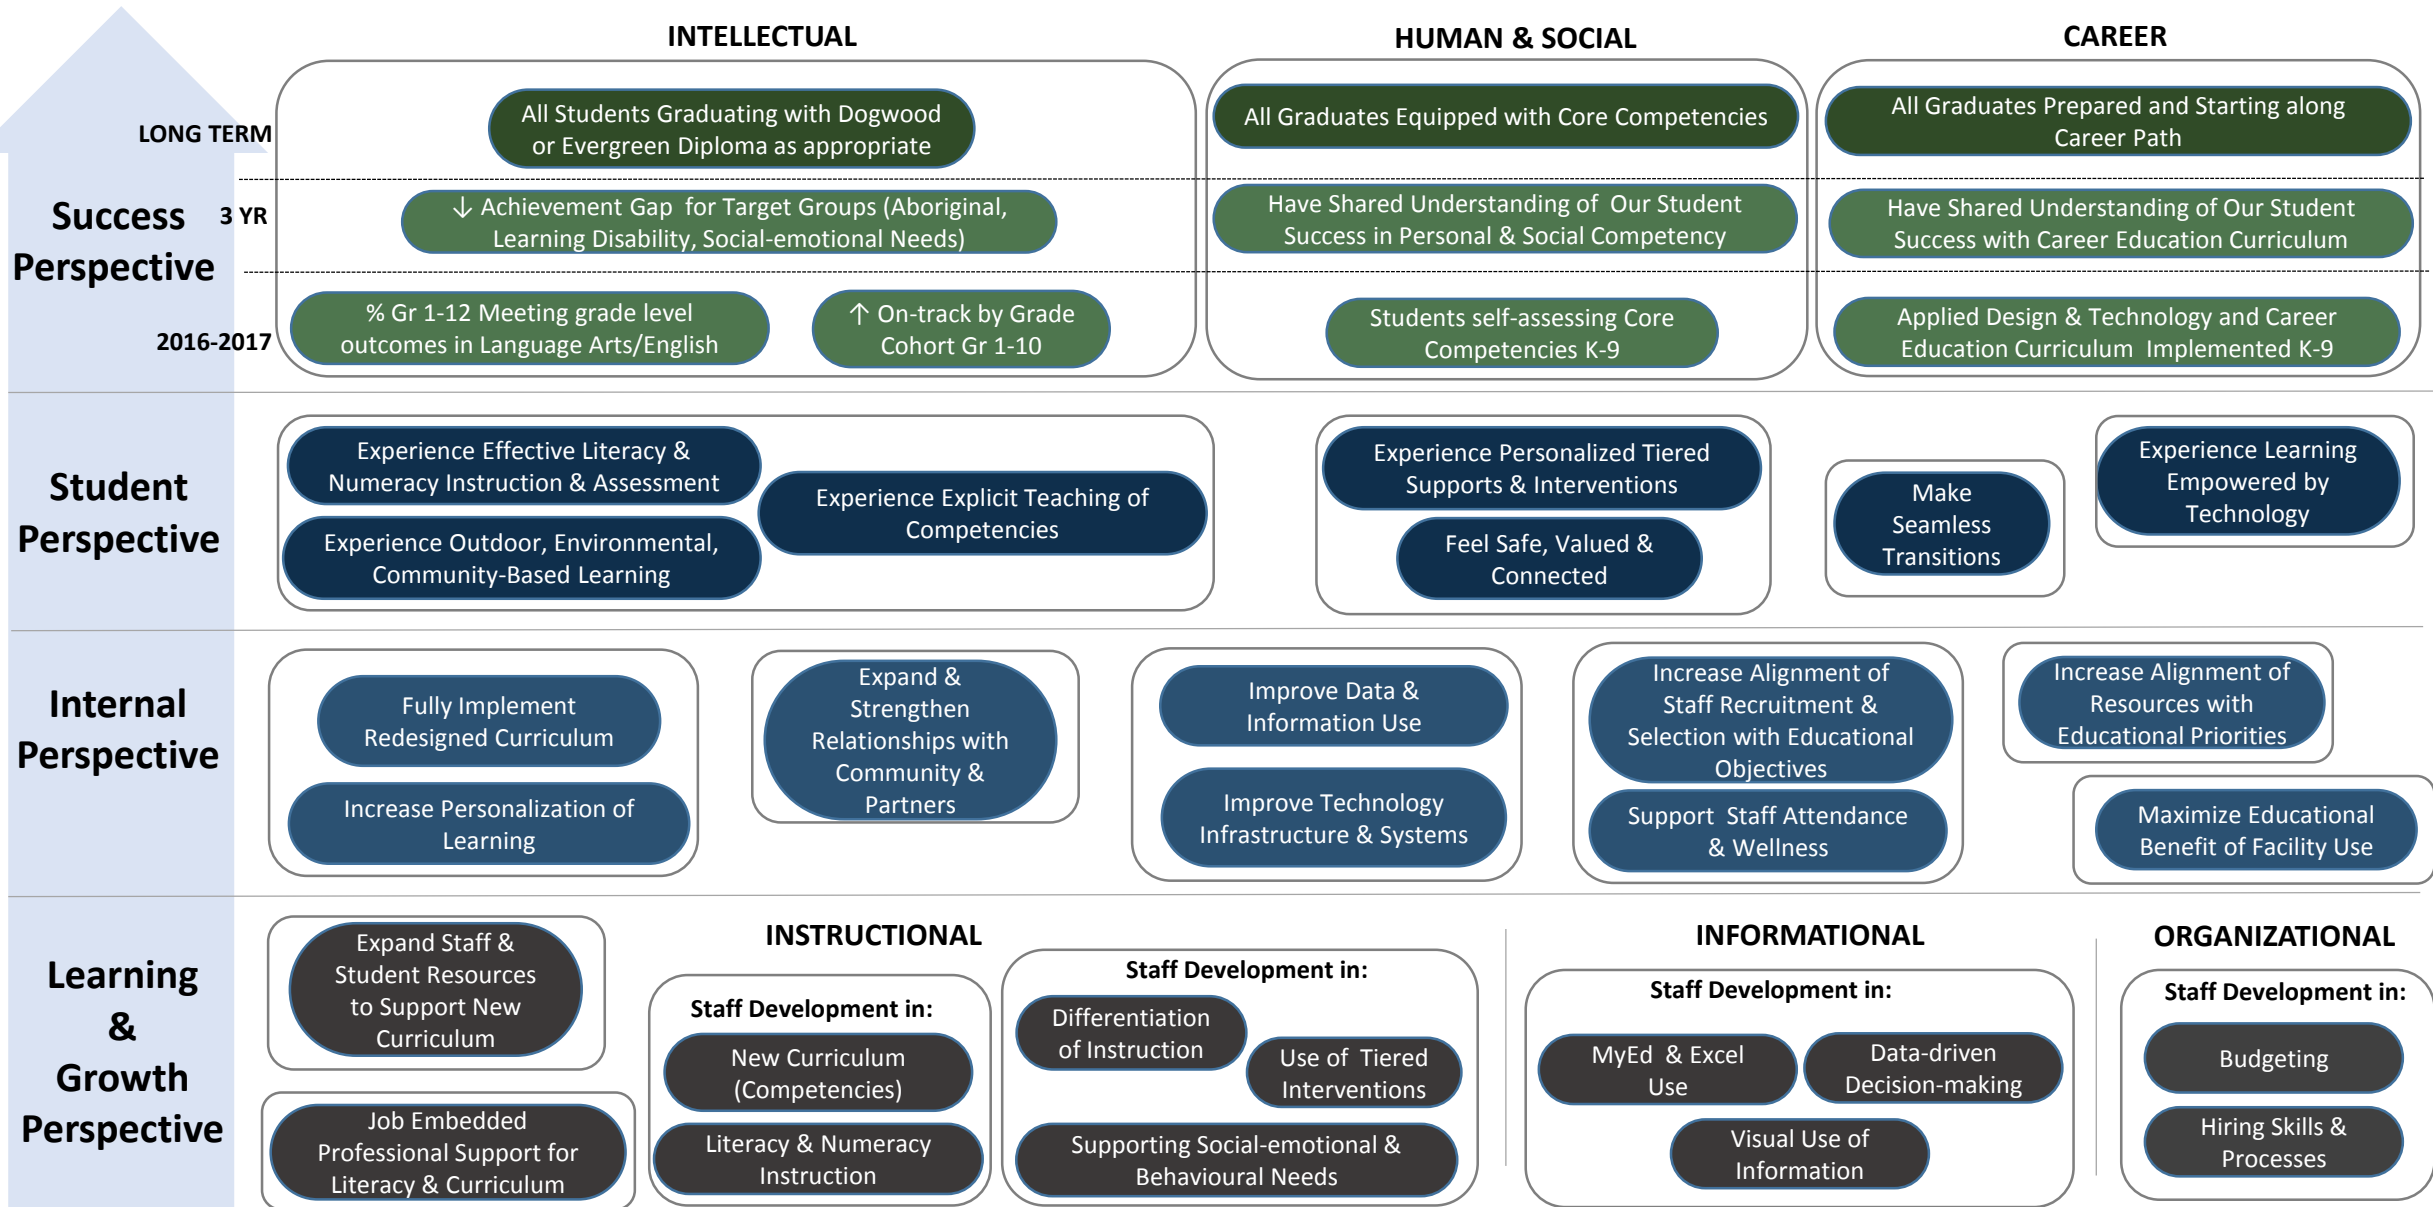 INTELLECTUAL
HUMAN & SOCIAL
CAREER
LONG TERM
All Students Graduating with Dogwood
or Evergreen Diploma as appropriate
All Graduates Equipped with Core Competencies
All Graduates Prepared and Starting along
Career Path
Success
Perspective
3 YR
↓ Achievement Gap for Target Groups (Aboriginal,
Learning Disability, Social-emotional Needs)
Have Shared Understanding of Our Student
Success in Personal & Social Competency
Have Shared Understanding of Our Student
Success with Career Education Curriculum
2016-2017
% Gr 1-12 Meeting grade level
outcomes in Language Arts/English
↑ On-track by Grade
Cohort Gr 1-10
Students self-assessing Core
Competencies K-9
Applied Design & Technology and Career
Education Curriculum Implemented K-9
Student
Perspective
Experience Effective Literacy &
Numeracy Instruction & Assessment
Experience Outdoor, Environmental,
Community-Based Learning
Experience Explicit Teaching of
Competencies
Experience Personalized Tiered
Supports & Interventions
Feel Safe, Valued &
Connected
Make
Seamless
Transitions
Experience Learning
Empowered by
Technology
Internal
Perspective
Fully Implement
Redesigned Curriculum
Increase Personalization of
Learning
Expand &
Strengthen
Relationships with
Community &
Partners
Improve Data &
Information Use
Improve Technology
Infrastructure & Systems
Increase Alignment of
Staff Recruitment &
Selection with Educational
Objectives
Support Staff Attendance
& Wellness
Increase Alignment of
Resources with
Educational Priorities
Maximize Educational
Benefit of Facility Use
Learning
&
Growth
Perspective
Expand Staff &
Student Resources
to Support New
Curriculum
Job Embedded
Professional Support for
Literacy & Curriculum
INSTRUCTIONAL
Staff Development in:
New Curriculum
(Competencies)
Literacy & Numeracy
Instruction
Staff Development in:
Differentiation
of Instruction
Use of Tiered
Interventions
Supporting Social-emotional &
Behavioural Needs
INFORMATIONAL
Staff Development in:
MyEd & Excel
Use
Data-driven
Decision-making
Visual Use of
Information
ORGANIZATIONAL
Staff Development in:
Budgeting
Hiring Skills &
Processes